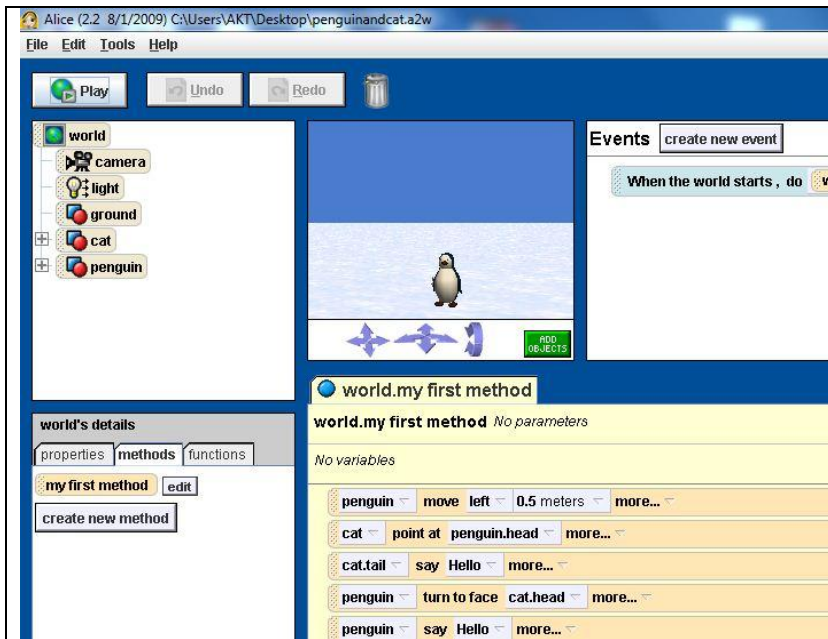 Alice (2.2 8/1/2009) C:\Users\AKT\Desktop\penguinandcat.a2w
File Edit Tools Help
Play Undo Redo
world
camera
light
ground
cat
penguin
Events create new event
When the world starts , do w
ADD
OBJECTS
world's details
properties methods functions
my first method edit
create new method
world.my first method
world.my first method No parameters
No variables
penguin move left 0.5 meters more...
cat point at penguin.head more...
cat.tail say Hello more...
penguin turn to face cat.head more...
penguin say Hello more...